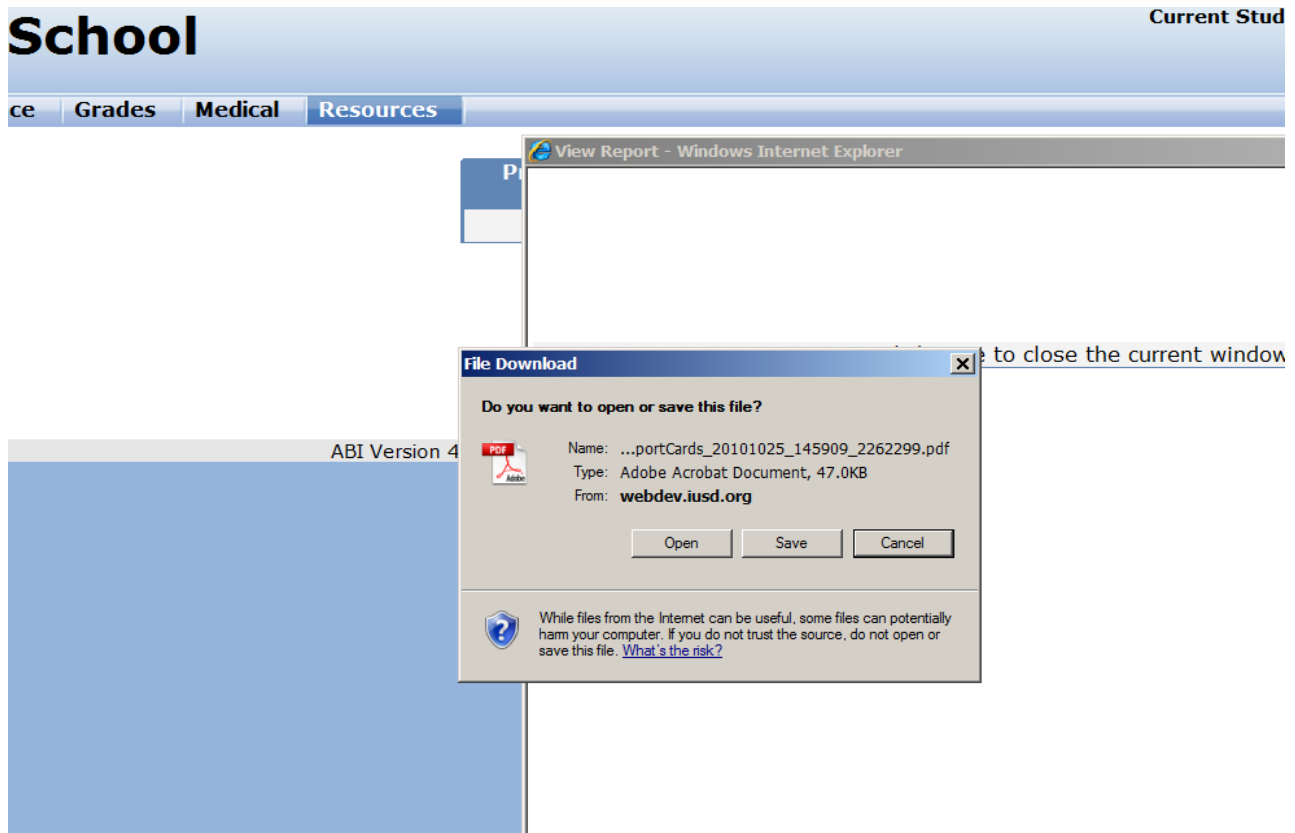 School
Current Stud
ce Grades Medical Resources
View Report - Windows Internet Explorer
to close the current window
File Download
Do you want to open or save this file?
PDF
Adobe
Name: ...portCards_20101025_145909_2262299.pdf
Type: Adobe Acrobat Document, 47.0KB
From: webdev.iusd.org
Open Save Cancel
ABI Version 4
While files from the Internet can be useful, some files can potentially
harm your computer. If you do not trust the source, do not open or
save this file. What's the risk?